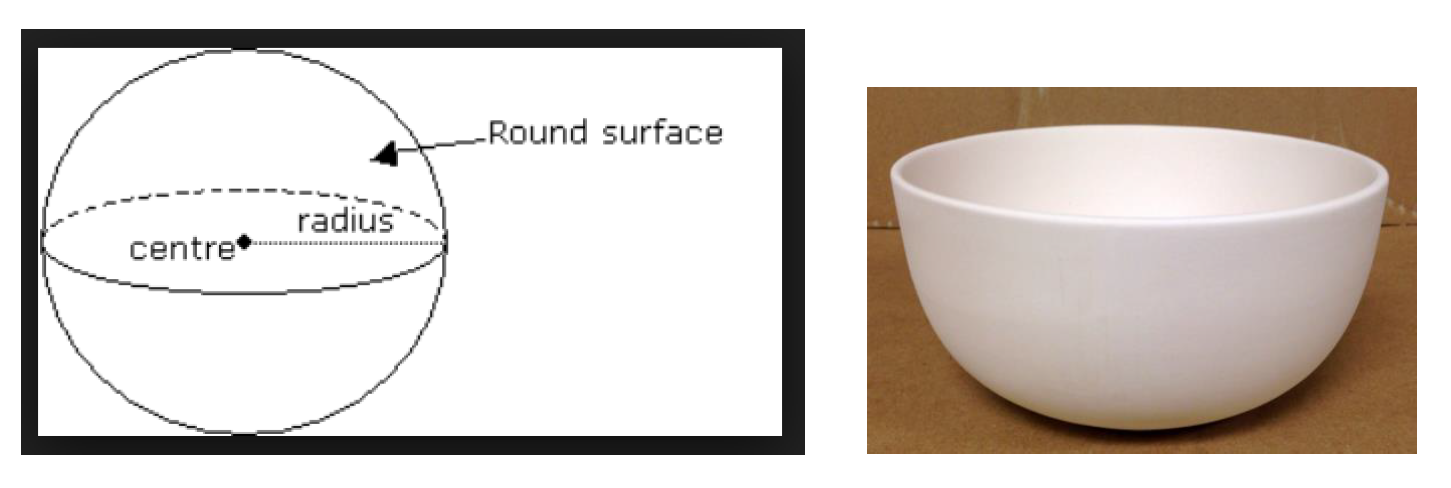 Round surface
radius
centre